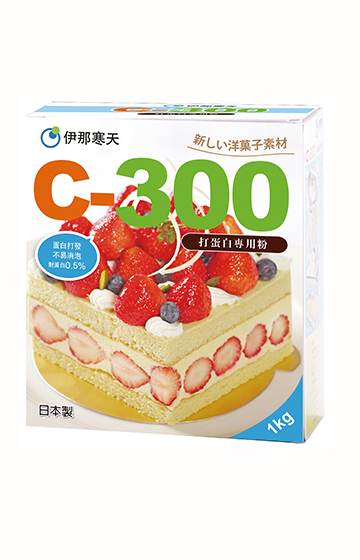 C-300
伊那寒天
新しい洋菓子素材
C-300
打蛋白專用粉
蛋白打發
不易消泡
對蛋白0.5%
日本製
1kg